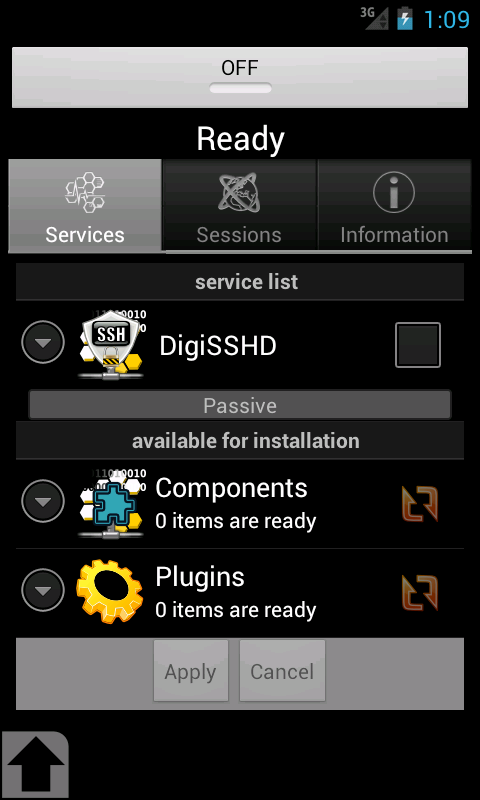 3G
1:09
OFF
Ready
Services
Sessions
Information
service list
SSH
DigiSSHD
Passive
available for installation
Components
0 items are ready
Plugins
0 items are ready
Apply
Cancel